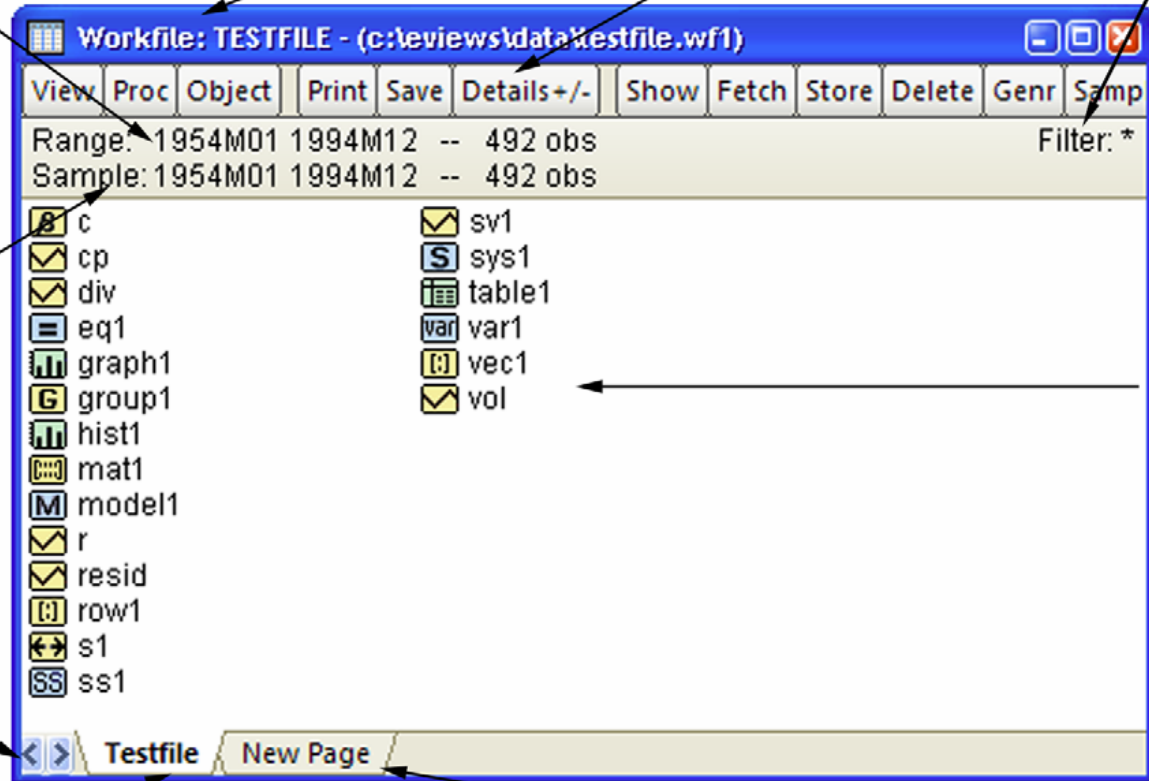 Workfile: TESTFILE - (c:\eviews\data\testfile.wf1)
View Proc Object Print Save Details+/- Show Fetch Store Delete Genr Samp
Range: 1954M01 1994M12 -- 492 obs Filter: *
Sample: 1954M01 1994M12 -- 492 obs
β c
cp
div
= eq1
graph1
G group1
hist1
mat1
M model1
r
resid
row1
s1
SS ss1
sv1
S sys1
table1
var var1
vec1
vol
Testfile New Page